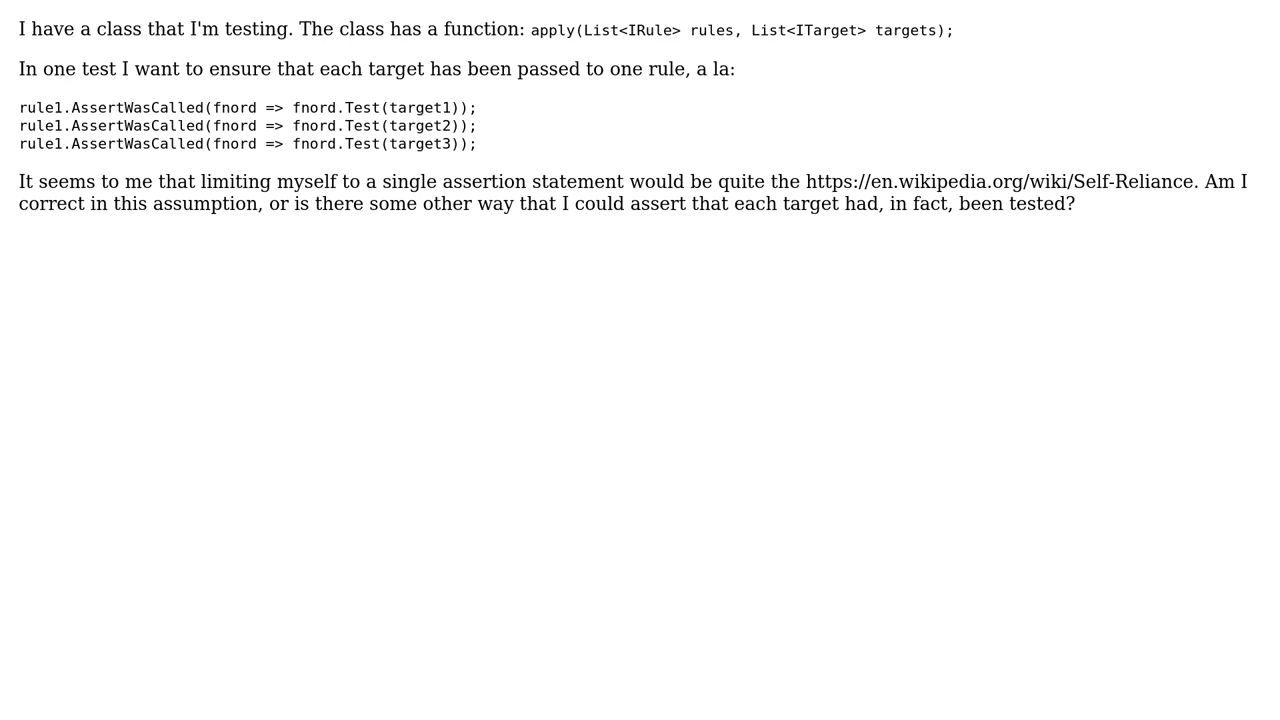 I have a class that I'm testing. The class has a function: apply(List<IRule> rules, List<ITarget> targets);
In one test I want to ensure that each target has been passed to one rule, a la:
rule1.AssertWasCalled(fnord => fnord.Test(target1));
rule1.AssertWasCalled(fnord => fnord.Test(target2));
rule1.AssertWasCalled(fnord => fnord.Test(target3));
It seems to me that limiting myself to a single assertion statement would be quite the https://en.wikipedia.org/wiki/Self-Reliance. Am I
correct in this assumption, or is there some other way that I could assert that each target had, in fact, been tested?